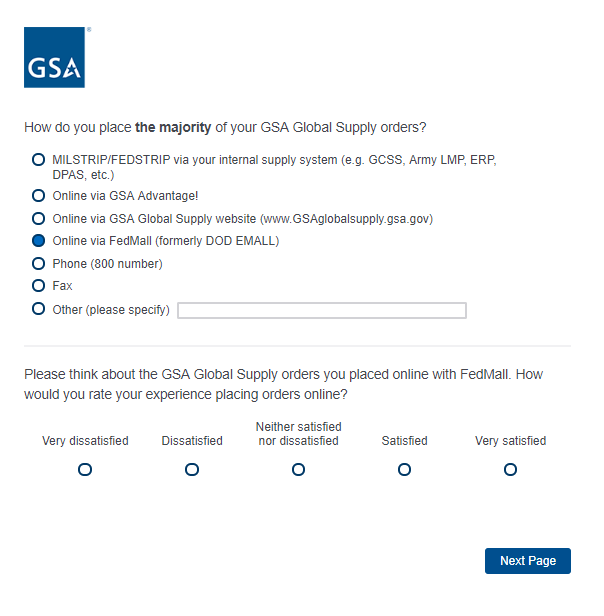 GSA
®
How do you place the majority of your GSA Global Supply orders?
MILSTRIP/FEDSTRIP via your internal supply system (e.g. GCSS, Army LMP, ERP,
DPAS, etc.)
Online via GSA Advantage!
Online via GSA Global Supply website (www.GSAglobalsupply.gsa.gov)
Online via FedMall (formerly DOD EMALL)
Phone (800 number)
Fax
Other (please specify)
Please think about the GSA Global Supply orders you placed online with FedMall. How
would you rate your experience placing orders online?
Very dissatisfied Dissatisfied Neither satisfied
nor dissatisfied Satisfied Very satisfied
Next Page